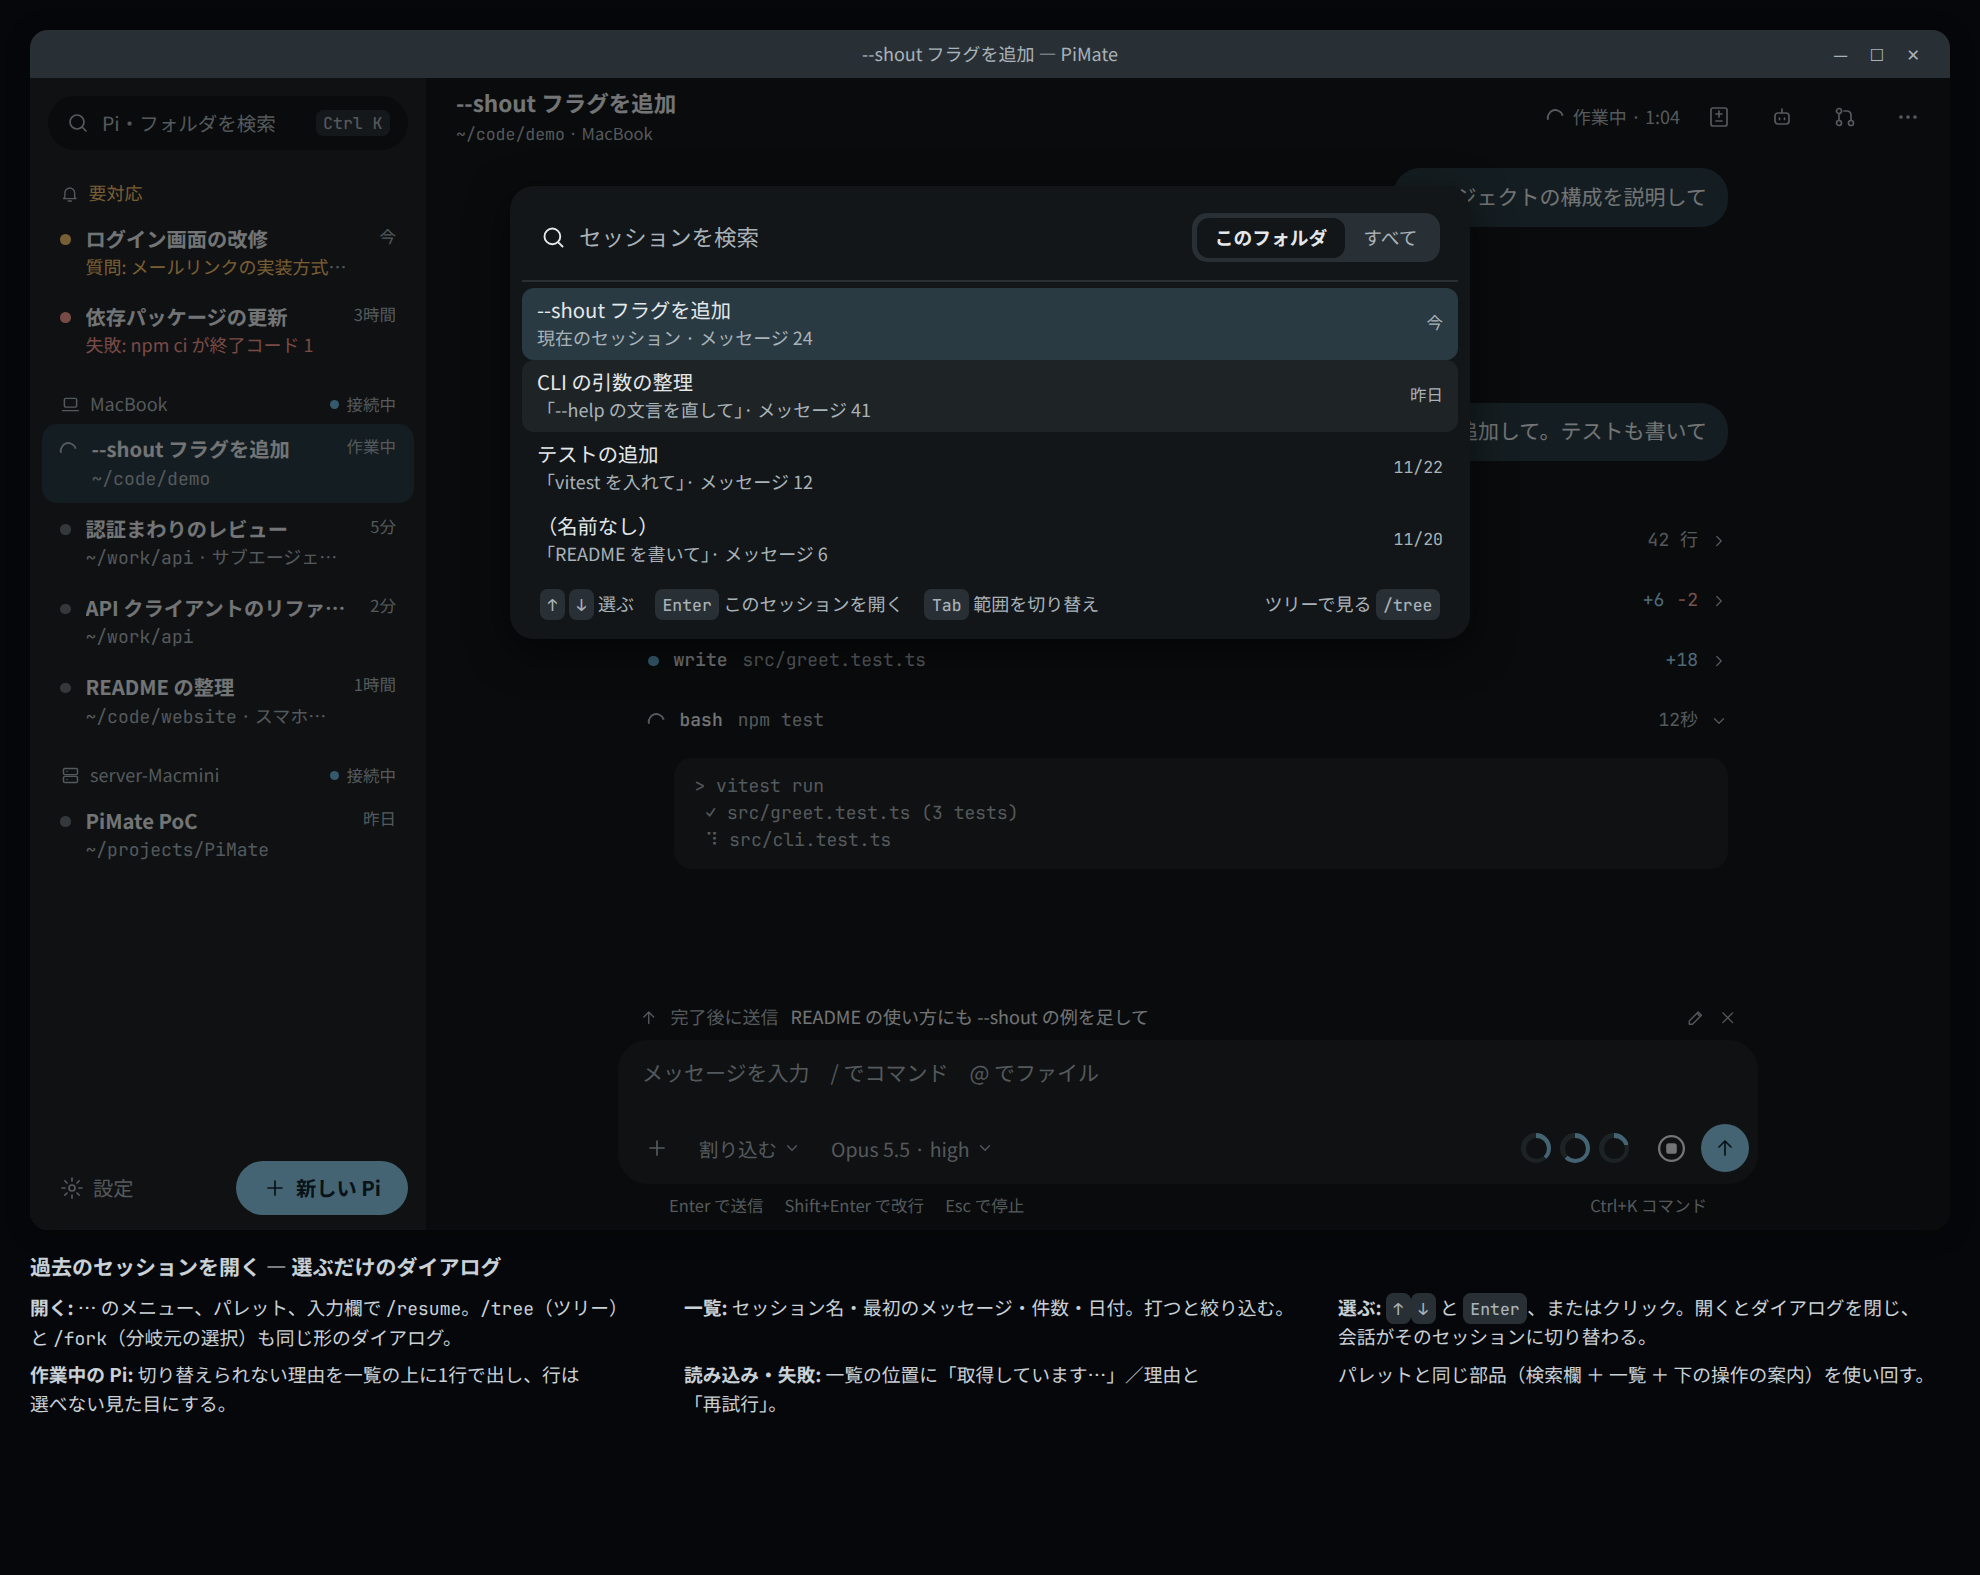 --shout フラグを追加 — PiMate
Pi・フォルダを検索 Ctrl K
要対応
ログイン画面の改修 今
質問: メールリンクの実装方式…
依存パッケージの更新 3時間
失敗: npm ci が終了コード 1
MacBook 接続中
--shout フラグを追加 作業中
~/code/demo
認証まわりのレビュー 5分
~/work/api · サブエージェ…
API クライアントのリファ… 2分
~/work/api
README の整理 1時間
~/code/website · スマホ…
server-Macmini 接続中
PiMate PoC 昨日
~/projects/PiMate
設定
+ 新しい Pi
--shout フラグを追加
~/code/demo · MacBook
作業中 · 1:04
ジェクトの構成を説明して
セッションを検索
このフォルダ すべて
--shout フラグを追加
現在のセッション · メッセージ 24
今
CLI の引数の整理
「--help の文言を直して」· メッセージ 41
昨日
テストの追加
「vitest を入れて」· メッセージ 12
11/22
（名前なし）
「README を書いて」· メッセージ 6
11/20
↑ ↓ 選ぶ Enter このセッションを開く Tab 範囲を切り替え ツリーで見る /tree
追加して。テストも書いて
42 行
+6 -2
write src/greet.test.ts +18
bash npm test 12秒
> vitest run
✓ src/greet.test.ts (3 tests)
⠹ src/cli.test.ts
↑ 完了後に送信 README の使い方にも --shout の例を足して
メッセージを入力 / でコマンド @ でファイル
+ 割り込む Opus 5.5 · high
Enter で送信 Shift+Enter で改行 Esc で停止 Ctrl+K コマンド
過去のセッションを開く — 選ぶだけのダイアログ
開く: … のメニュー、パレット、入力欄で /resume。/tree（ツリー）
と /fork（分岐元の選択）も同じ形のダイアログ。
一覧: セッション名・最初のメッセージ・件数・日付。打つと絞り込む。
選ぶ: ↑ ↓ と Enter 、またはクリック。開くとダイアログを閉じ、
会話がそのセッションに切り替わる。
作業中の Pi: 切り替えられない理由を一覧の上に1行で出し、行は
選べない見た目にする。
読み込み・失敗: 一覧の位置に「取得しています…」／理由と
「再試行」。
パレットと同じ部品（検索欄 ＋ 一覧 ＋ 下の操作の案内）を使い回す。